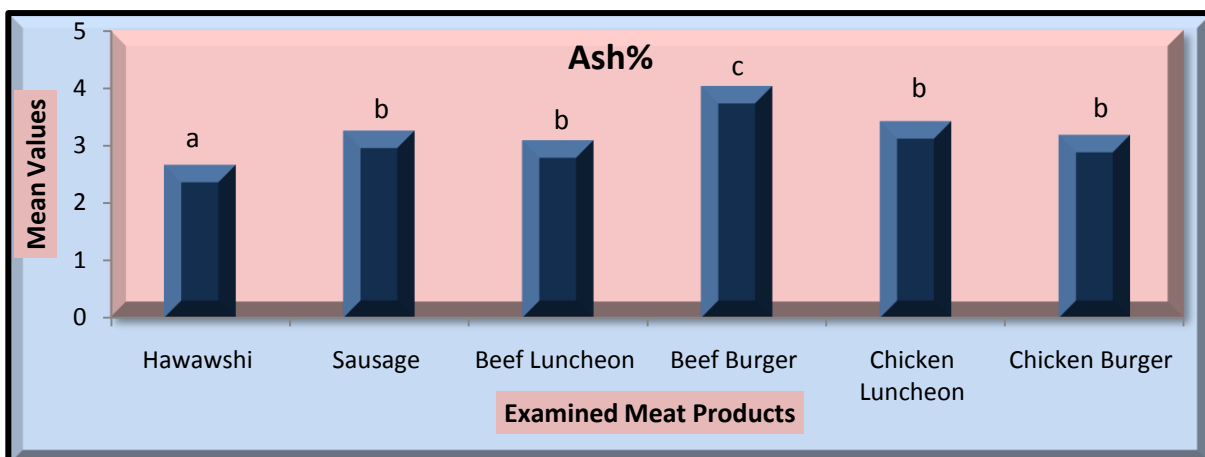 Ash%
Mean Values
5
4
3
2
1
0
a
b
b
c
b
b
Hawawshi
Sausage
Beef Luncheon
Beef Burger
Chicken
Luncheon
Chicken Burger
Examined Meat Products